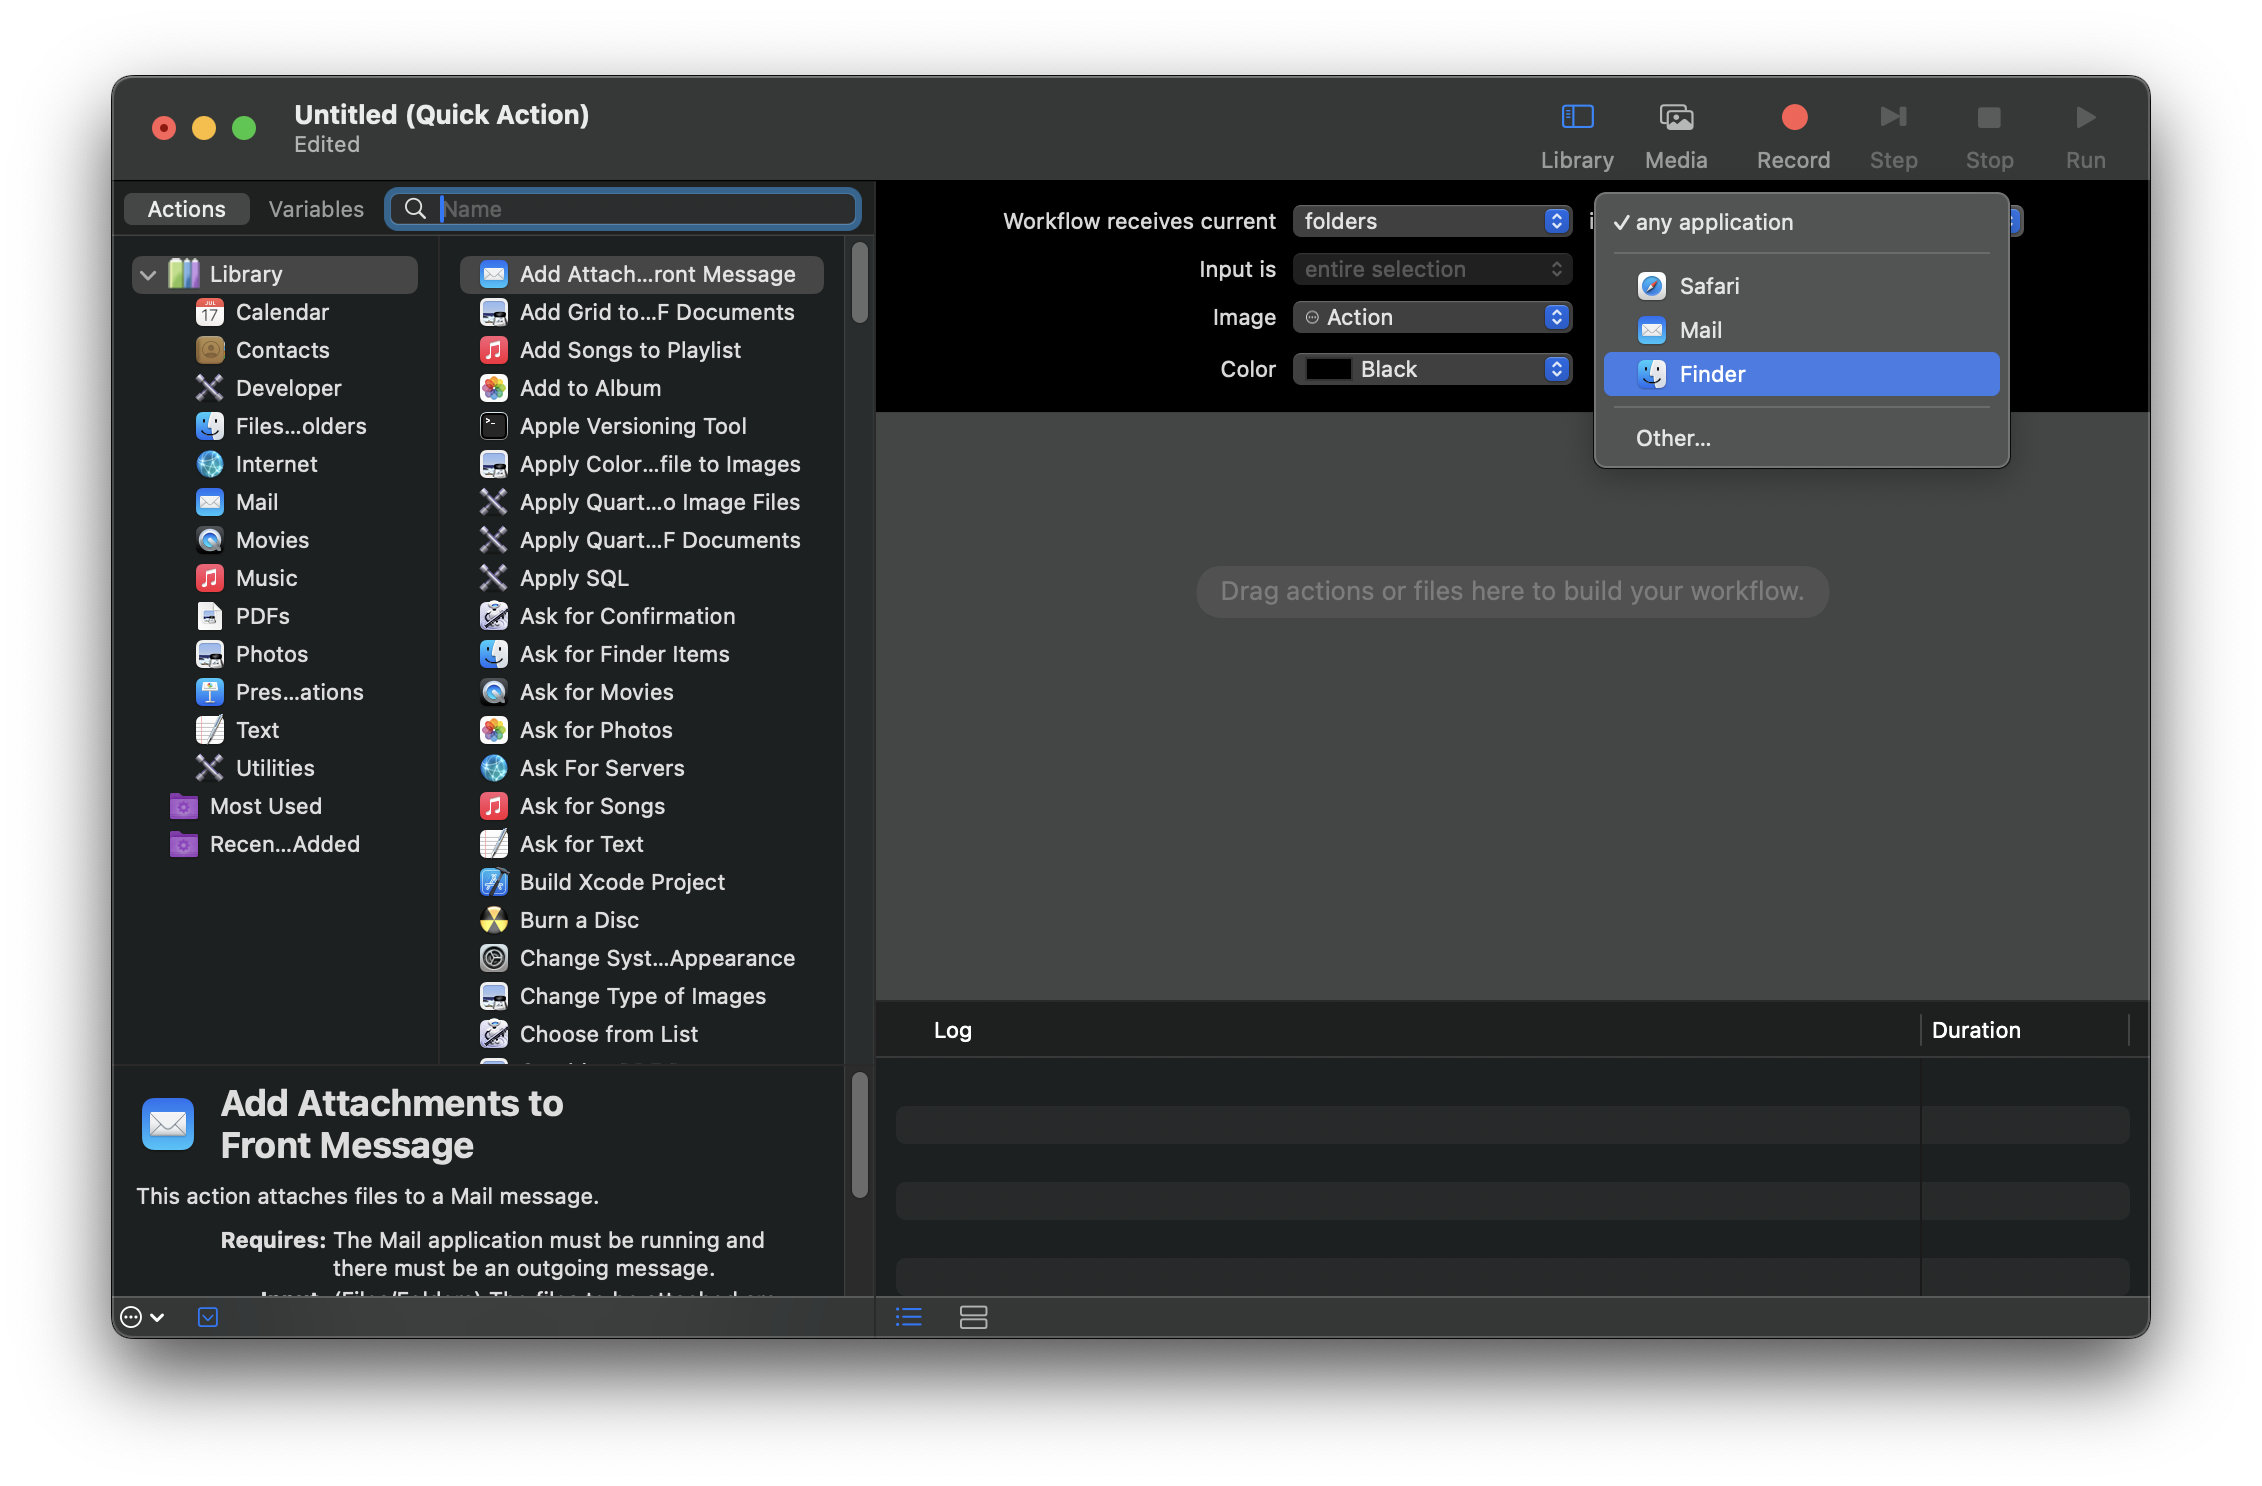 Untitled (Quick Action)
Edited
Library
Media
Record
Step
Stop
Run
Actions
Variables
Name
Library
Calendar
Contacts
Developer
Files...olders
Internet
Mail
Movies
Music
PDFs
Photos
Pres...ations
Text
Utilities
Most Used
Recen...Added
Add Attach...ront Message
Add Grid to...F Documents
Add Songs to Playlist
Add to Album
Apple Versioning Tool
Apply Color...file to Images
Apply Quart...o Image Files
Apply Quart...F Documents
Apply SQL
Ask for Confirmation
Ask for Finder Items
Ask for Movies
Ask for Photos
Ask For Servers
Ask for Songs
Ask for Text
Build Xcode Project
Burn a Disc
Change Syst...Appearance
Change Type of Images
Choose from List
Add Attachments to
Front Message
This action attaches files to a Mail message.
Requires: The Mail application must be running and
there must be an outgoing message.
Workflow receives current folders
Input is entire selection
Image Action
Color Black
any application
Safari
Mail
Finder
Other...
Drag actions or files here to build your workflow.
Log
Duration